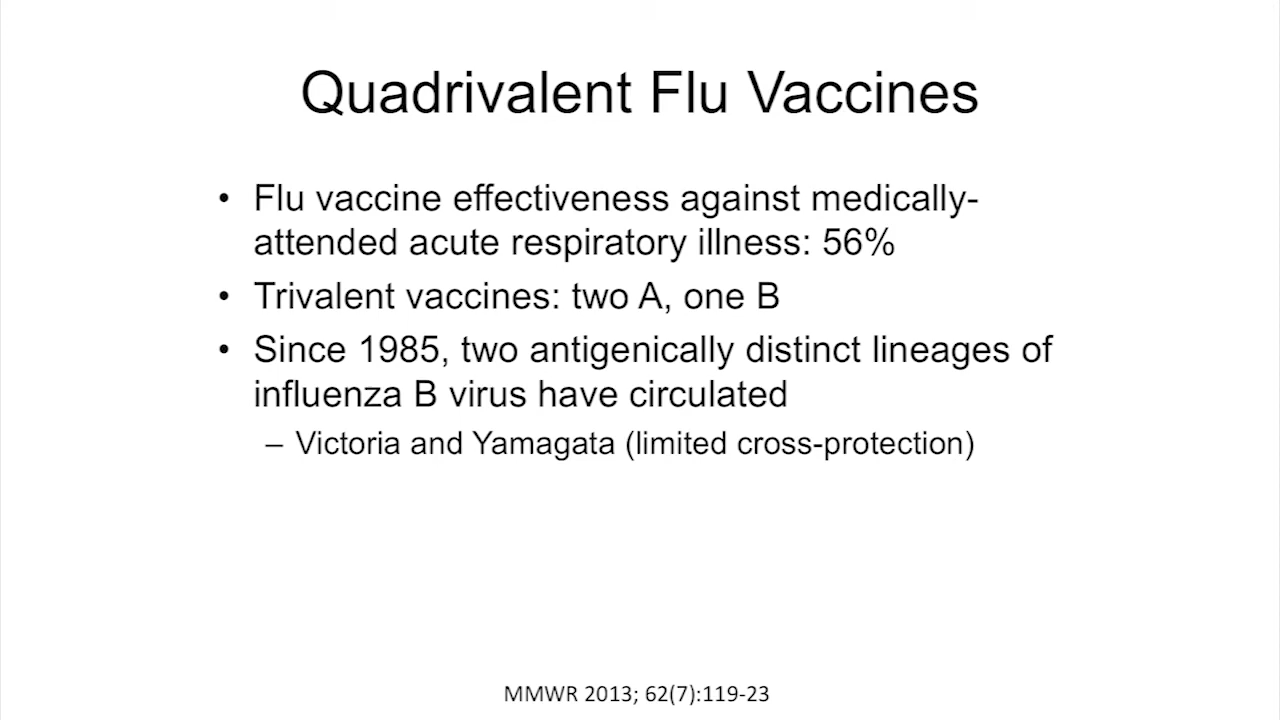 Quadrivalent Flu Vaccines
• Flu vaccine effectiveness against medically-
attended acute respiratory illness: 56%
• Trivalent vaccines: two A, one B
• Since 1985, two antigenically distinct lineages of
influenza B virus have circulated
– Victoria and Yamagata (limited cross-protection)
MMWR 2013; 62(7):119-23